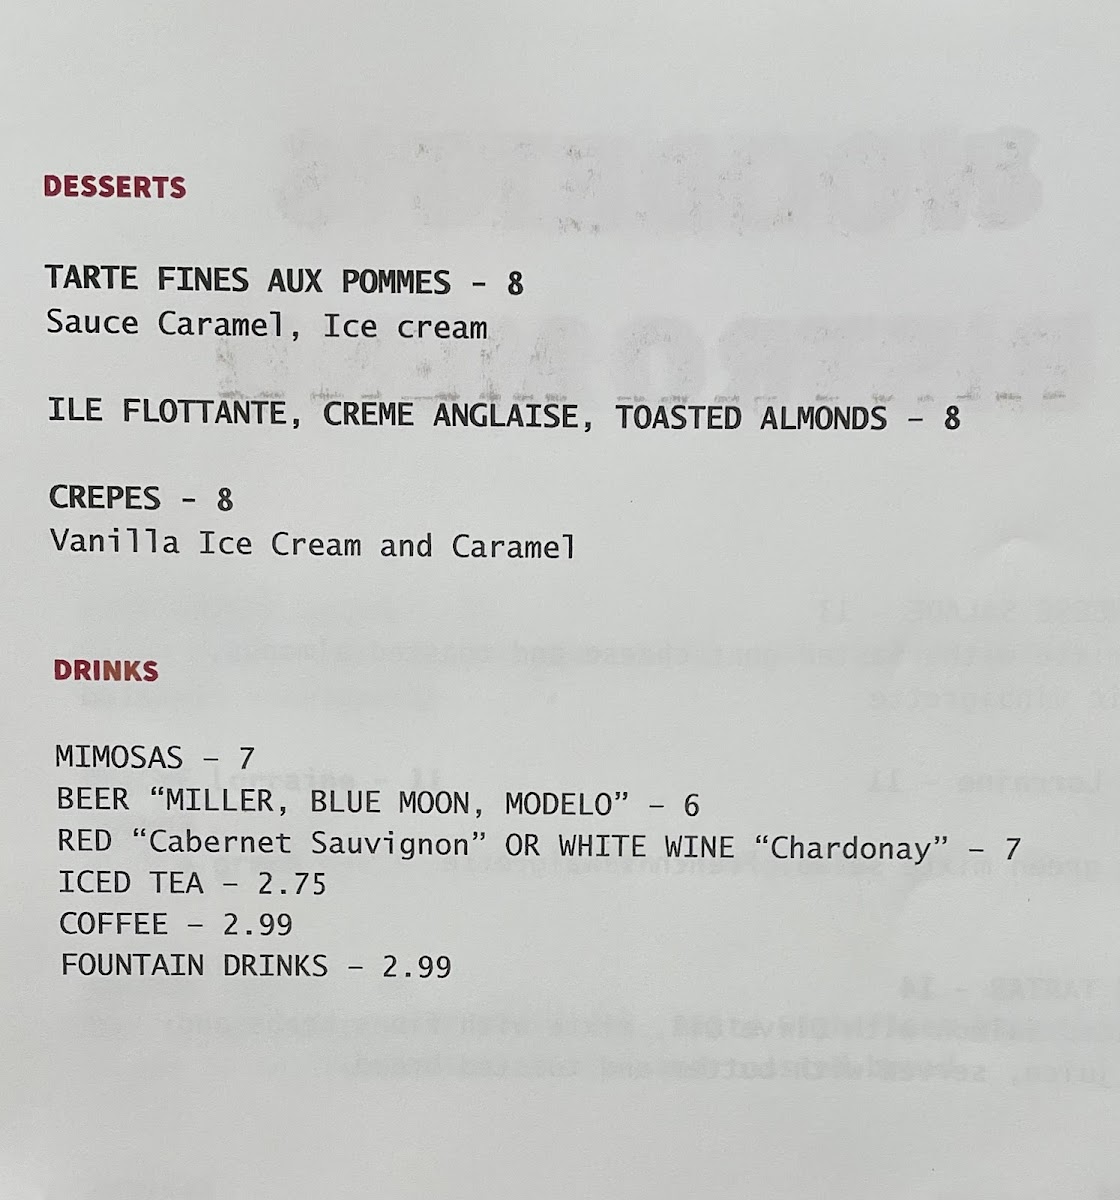 DESSERTS
TARTE FINES AUX POMMES – 8
Sauce Caramel, Ice cream
ILE FLOTTANTE, CREME ANGLAISE, TOASTED ALMONDS – 8
CREPES – 8
Vanilla Ice Cream and Caramel
DRINKS
MIMOSAS – 7
BEER “MILLER, BLUE MOON, MODELO” – 6
RED “Cabernet Sauvignon” OR WHITE WINE “Chardonay” – 7
ICED TEA – 2.75
COFFEE – 2.99
FOUNTAIN DRINKS – 2.99